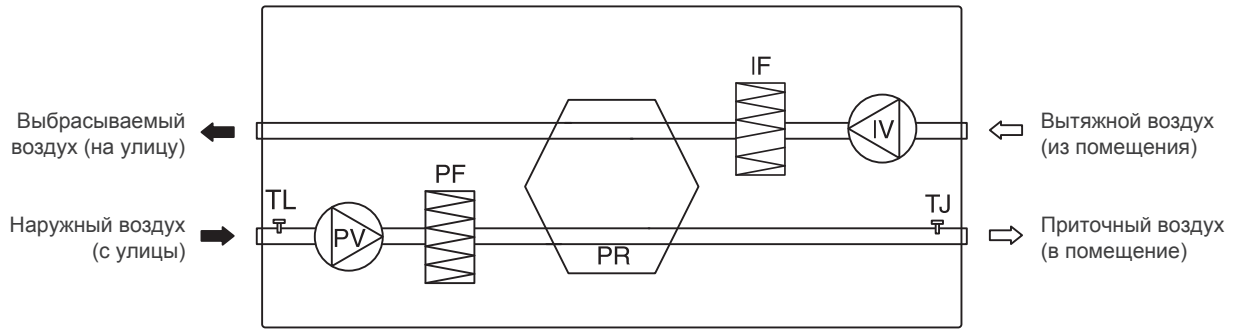 IF
Выбрасываемый
воздух (на улицу)
IV
Вытяжной воздух
(из помещения)
PF
TL
TJ
Наружный воздух
(с улицы)
PV
PR
Приточный воздух
(в помещение)